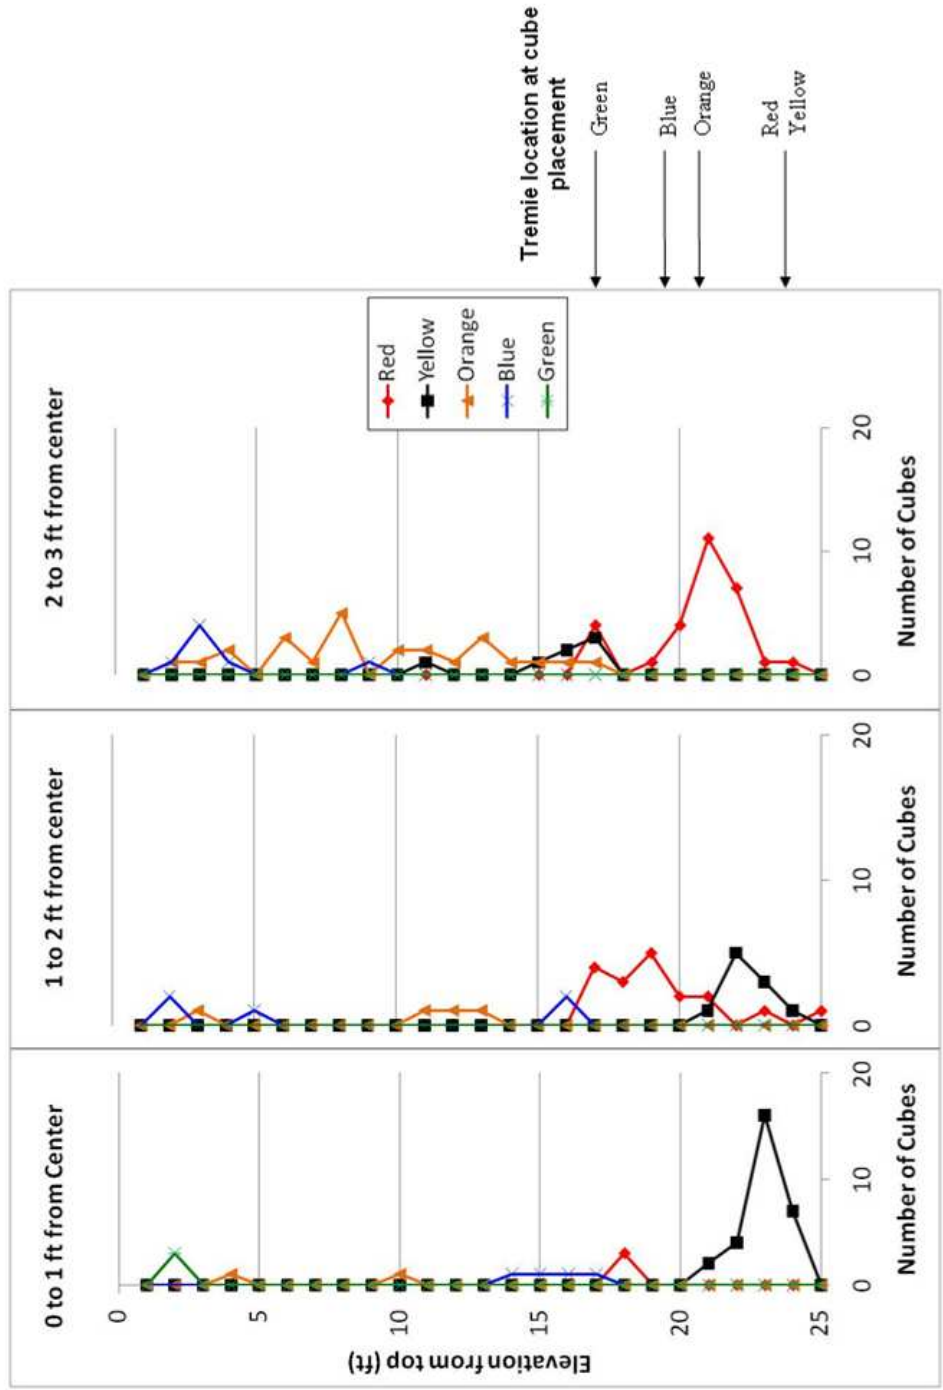 0 to 1 ft from Center
1 to 2 ft from center
2 to 3 ft from center
Elevation from top (ft)
0
5
10
15
20
25
0 10 20
Number of Cubes
0 10 20
Number of Cubes
0 10 20
Number of Cubes
Red
Yellow
Orange
Blue
Green
Tremie location at cube
placement
Green
Blue
Orange
Red
Yellow